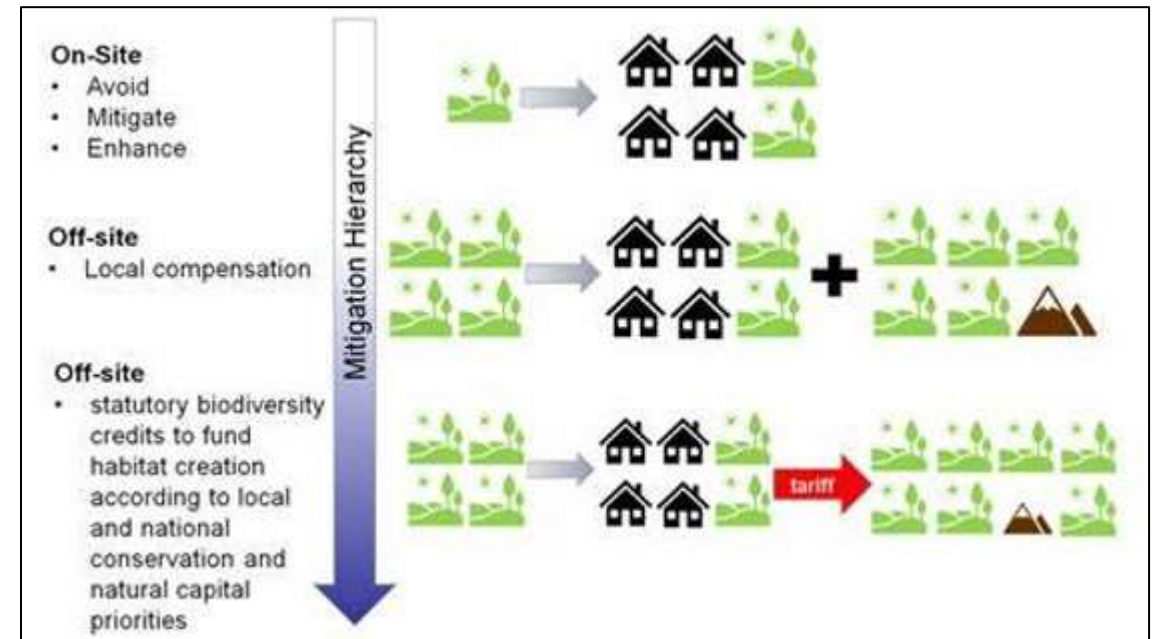 On-Site
• Avoid
• Mitigate
• Enhance
Mitigation Hierarchy
Off-site
• Local compensation
Off-site
• statutory biodiversity
credits to fund
habitat creation
according to local
and national
conservation and
natural capital
priorities
tariff